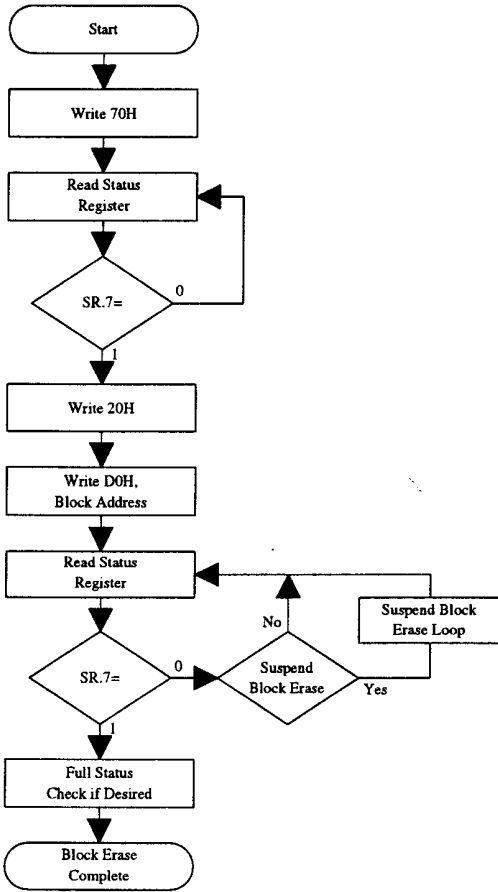 Start
Write 70H
Read Status
Register
0
SR.7=
1
Write 20H
Write D0H,
Block Address
Read Status
Register
Suspend Block
Erase Loop
No
0
SR.7=
Suspend
Block Erase
Yes
1
Full Status
Check if Desired
Block Erase
Complete